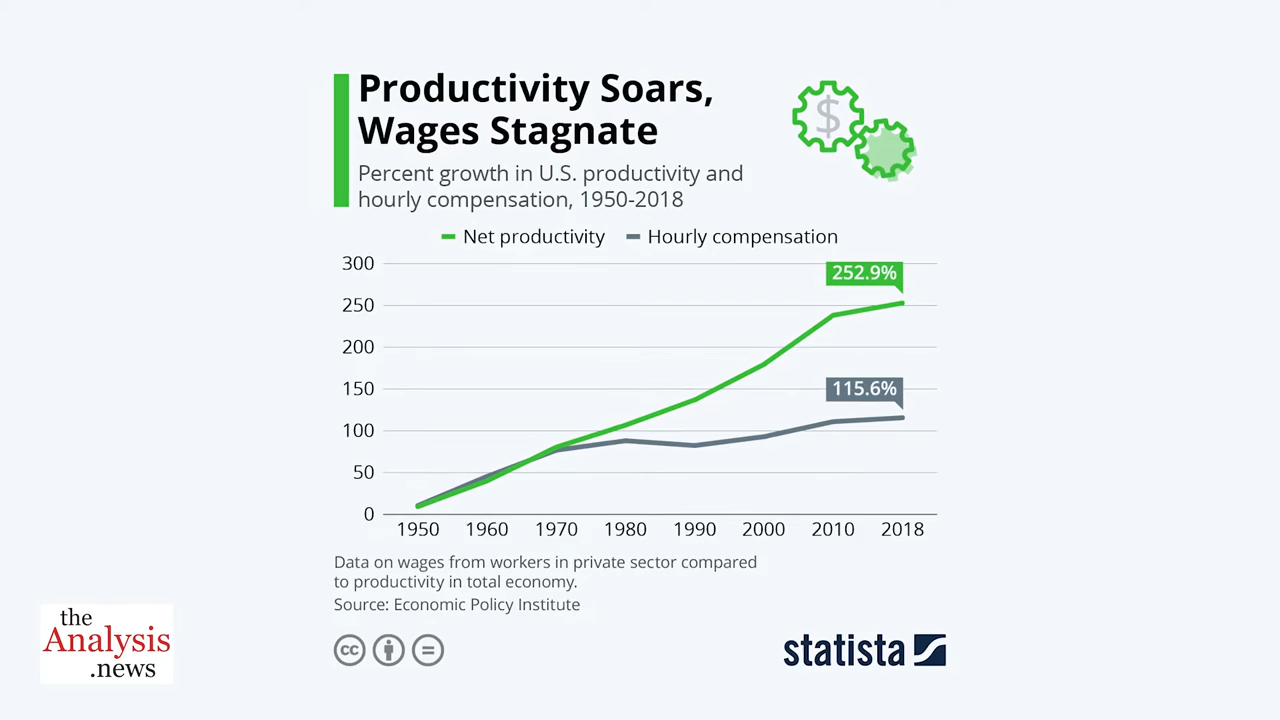 Productivity Soars,
Wages Stagnate
$
Percent growth in U.S. productivity and
hourly compensation, 1950-2018
Net productivity Hourly compensation
300
252.9%
250
200
150
115.6%
100
50
0
1950 1960 1970 1980 1990 2000 2010 2018
Data on wages from workers in private sector compared
to productivity in total economy.
Source: Economic Policy Institute
the
Analysis
.news
cc =
statista